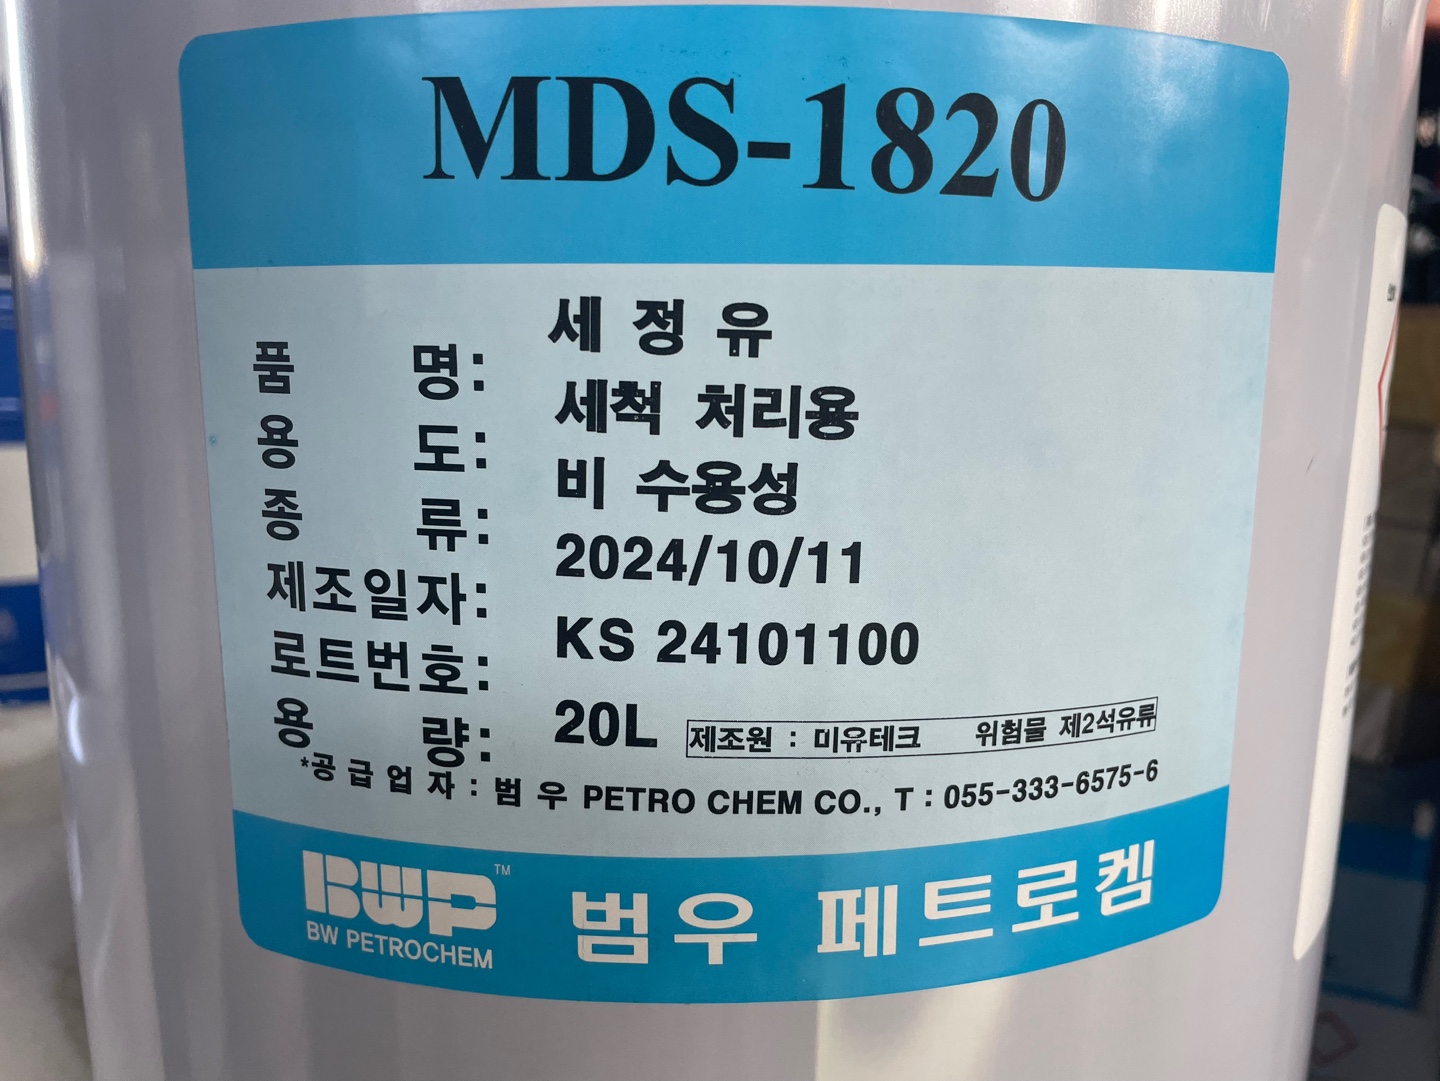 MDS-1820
품 명: 세 정 유
용 도: 세척 처리용
종 류: 비 수용성
제조일자: 2024/10/11
로트번호: KS 24101100
용 량: 20L 제조원 : 미유테크 위험물 제2석유류
*공 급 업 자 : 범 우 PETRO CHEM CO., T : 055-333-6575-6
BWP TM
BW PETROCHEM
범우 페트로켐